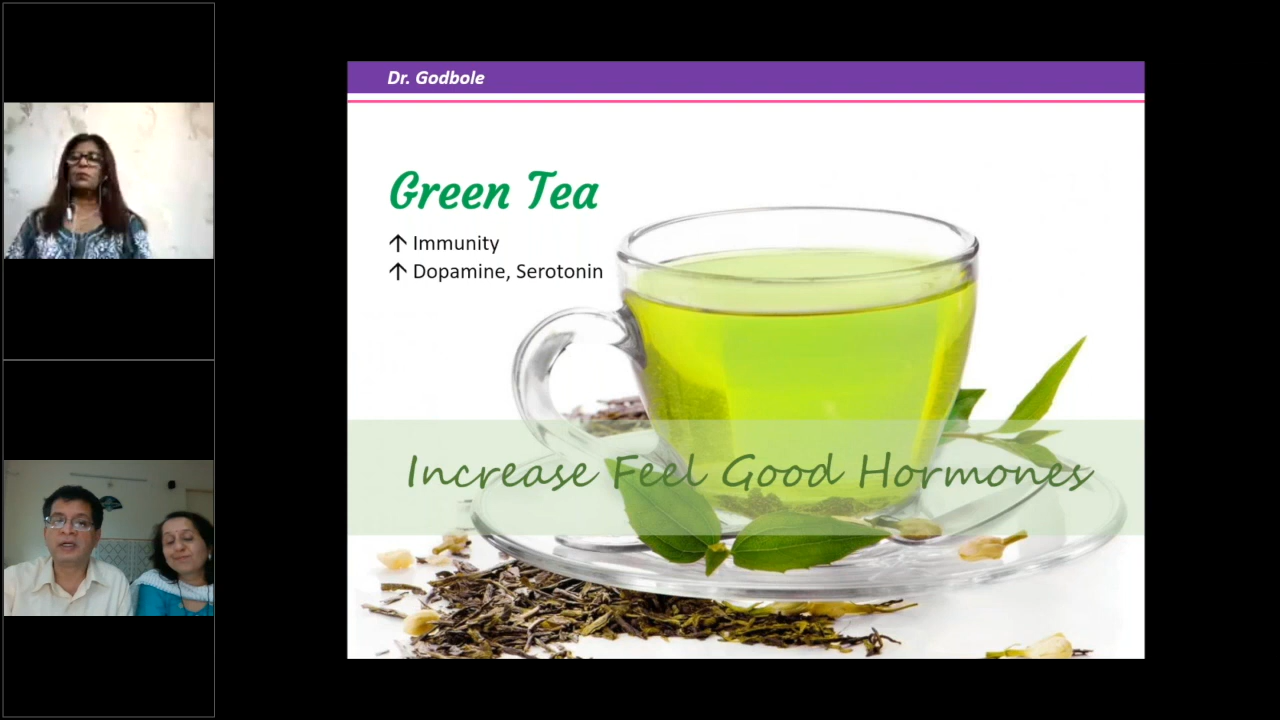 Dr. Godbole
Green Tea
↑ Immunity
↑ Dopamine, Serotonin
Increase Feel Good Hormones